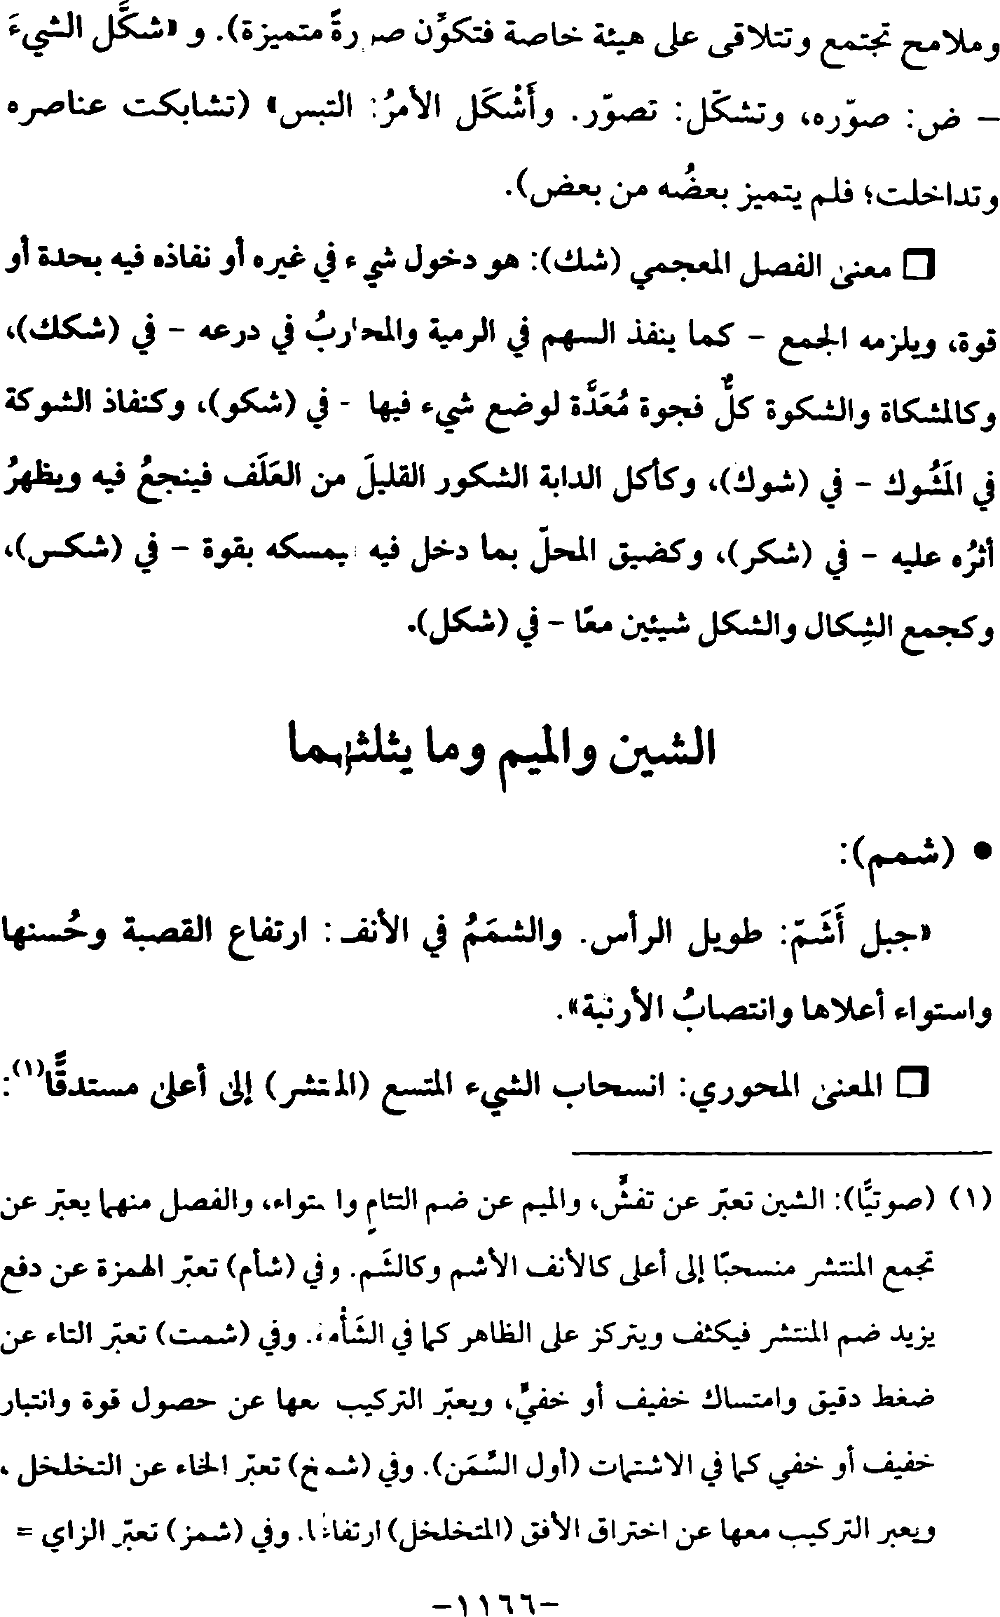 وملامح تجتمع وتتلاقى على هيئة خاصة فتكوِّن صورةً متميزة). و «شكَّل الشيءَ
– ض: صوّره، وتشكّل: تصوّر. وأَشْكَل الأمرُ: التبس» (تشابكت عناصره
وتداخلت؛ فلم يتميز بعضُه من بعض).
❑ معنى الفصل المعجمي (شك): هو دخول شيء في غيره أو نفاذه فيه بحدة أو
قوة، ويلزمه الجمع – كما ينفذ السهم في الرمية والمحاربُ في درعه – في (شكك)،
وكالمشكاة والشكوة كلٌّ فجوة مُعَدَّة لوضع شيء فيها - في (شكو)، وكنفاذ الشوكة
في المَشُوك – في (شوك)، وكأكل الدابة الشكور القليلَ من العَلَف فينجعُ فيه ويظهرُ
أثرُه عليه – في (شكر)، وكضيق المحلّ بما دخل فيه يمسكه بقوة – في (شكس)،
وكجمع الشِكال والشكل شيئين معًا – في (شكل).
الشين والميم وما يثلثهما
● (شمم):
«جبل أَشَمّ: طويل الرأس. والشمَمُ في الأنف: ارتفاع القصبة وحُسنها
واستواء أعلاها وانتصابُ الأرنبة».
❑ المعنى المحوري: انسحاب الشيء المتسع (المنتشر) إلى أعلى مستدقًّا(١):
(١) (صوتيًّا): الشين تعبّر عن تفشٍّ، والميم عن ضم التئامٍ واستواء، والفصل منهما يعبّر عن
تجمع المنتشر منسحبًا إلى أعلى كالأنف الأشم وكالشَم. وفي (شأم) تعبّر الهمزة عن دفع
يزيد ضم المنتشر فيكثف ويتركز على الظاهر كما في الشَأْمة. وفي (شمت) تعبّر التاء عن
ضغط دقيق وامتساك خفيف أو خفيّ، ويعبّر التركيب معها عن حصول قوة وانتبار
خفيف أو خفي كما في الاشتمات (أول السِّمَن). وفي (شمخ) تعبّر الخاء عن التخلخل،
ويعبر التركيب معها عن اختراق الأفق (المتخلخل) ارتفاعًا. وفي (شمز) تعبّر الزاي =
–١١٦٦–